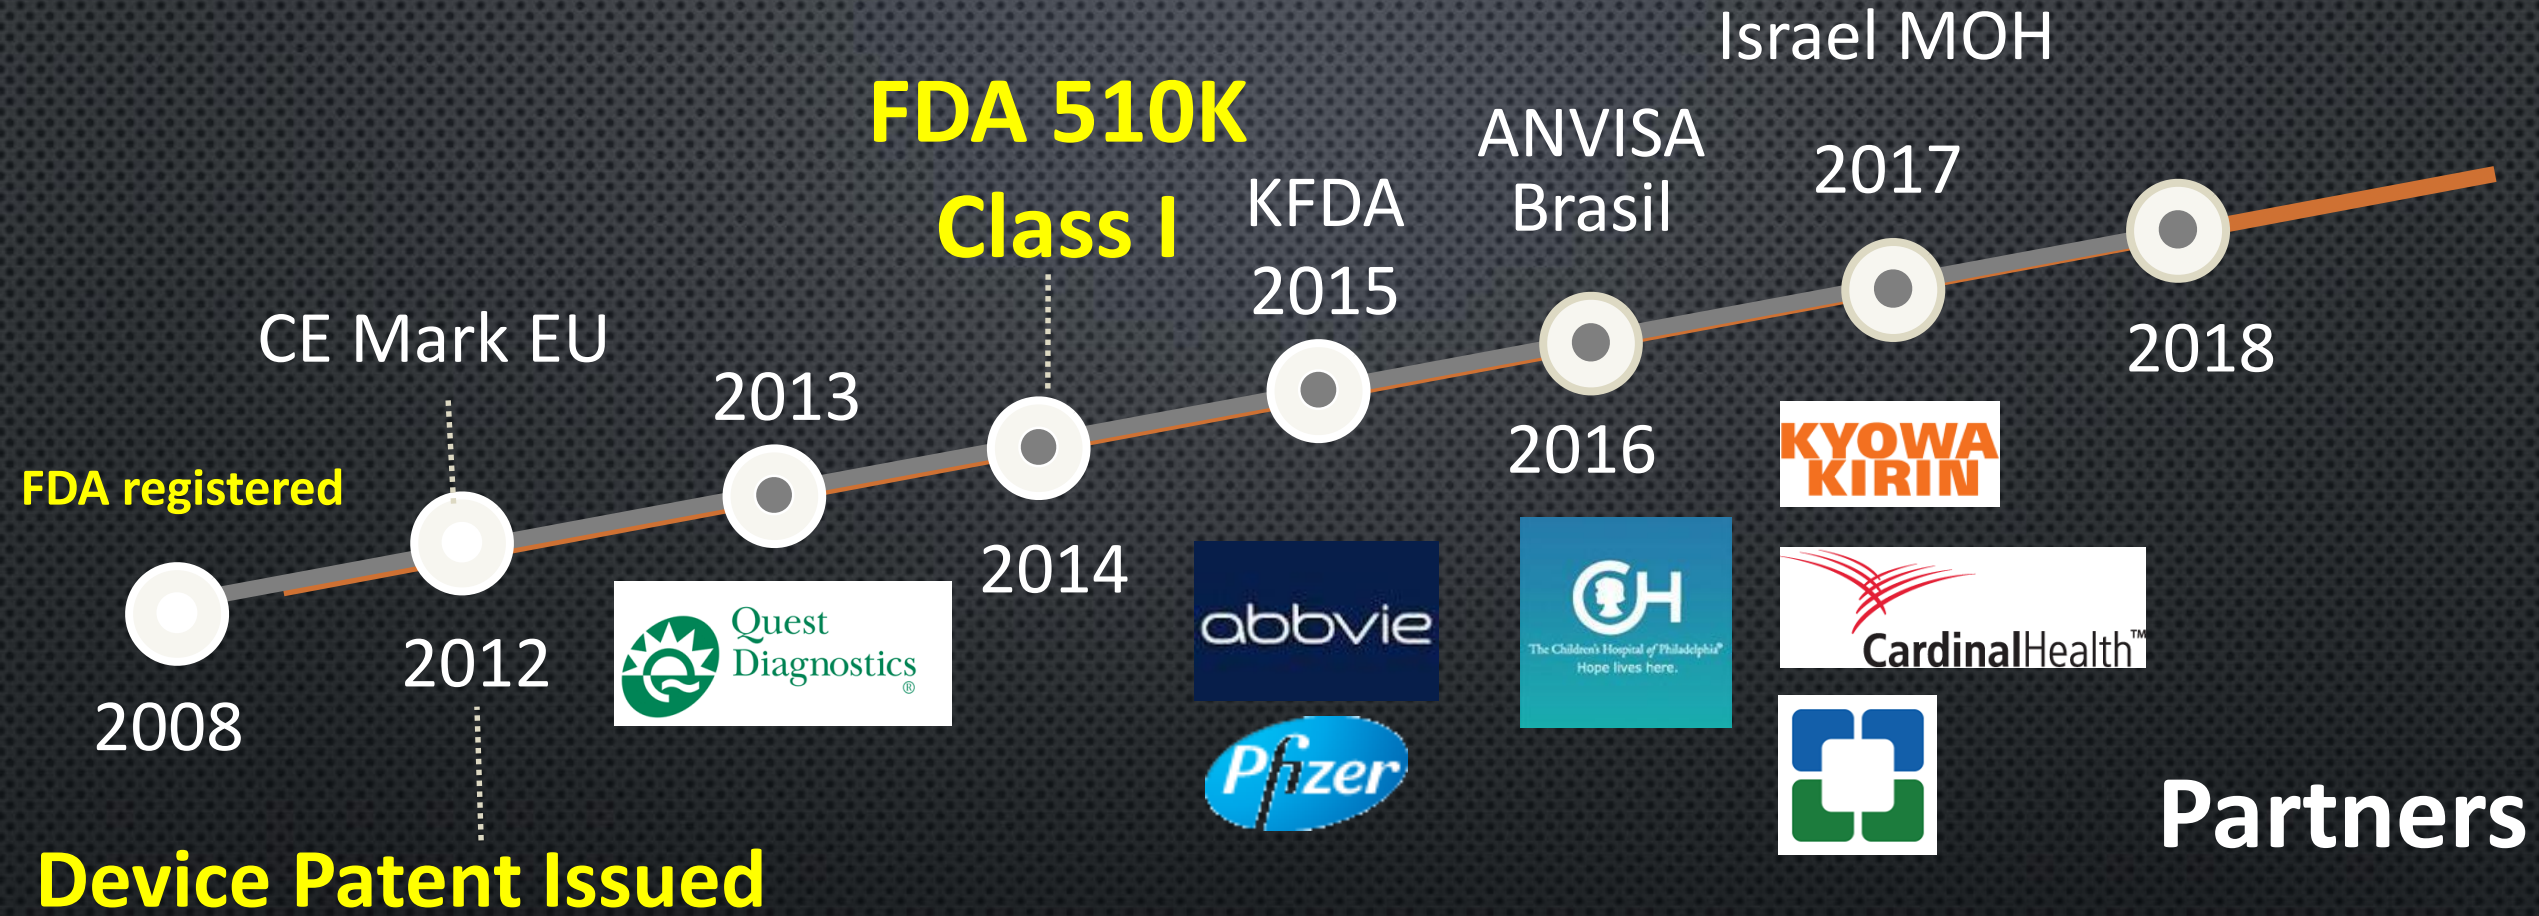 Israel MOH
FDA 510K
Class I
ANVISA
Brasil
2017
KFDA
2015
CE Mark EU
2013
2018
FDA registered
2016
2014
2012
2008
KYOWA
KIRIN
Quest
Diagnostics
®
abbvie
CH
The Children's Hospital of Philadelphia®
Hope lives here.
CardinalHealth™
Pfizer
Partners
Device Patent Issued